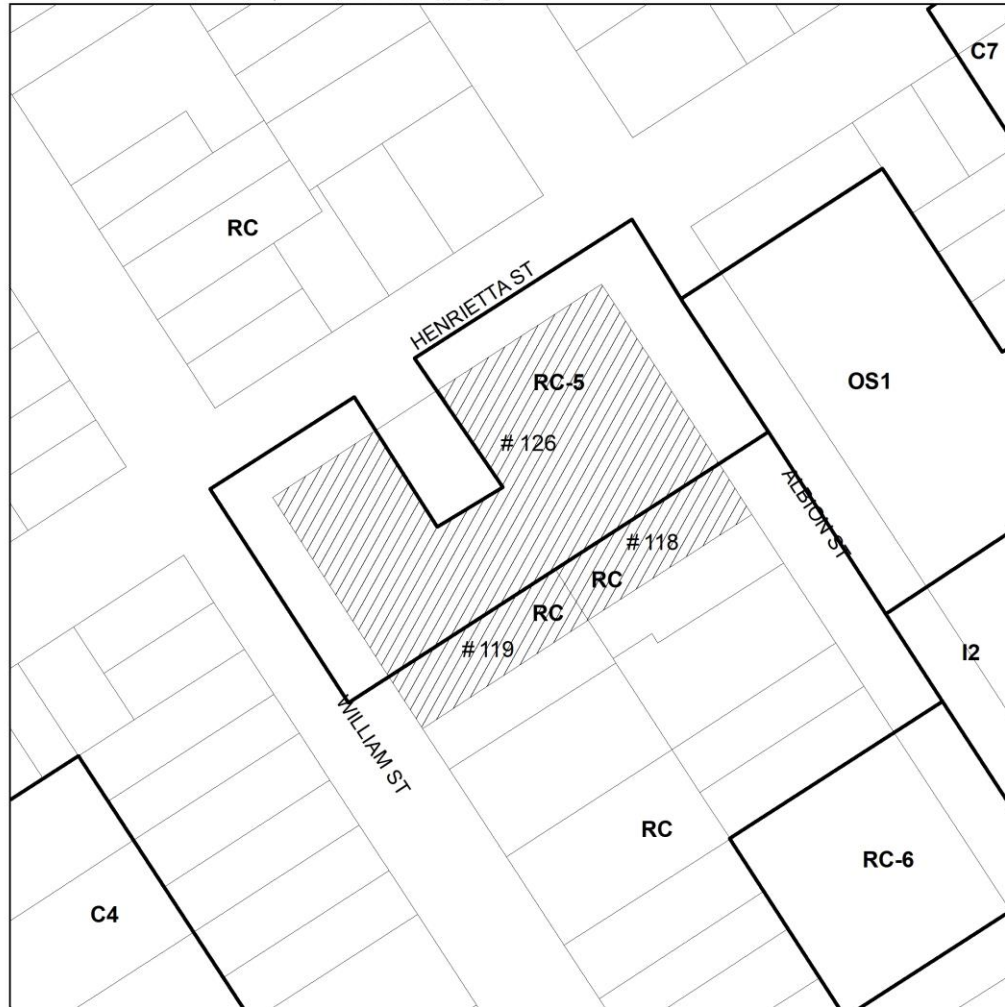 C7
RC
HENRIETTA ST
RC-5
OS1
# 126
ALBION ST
# 118
RC
RC
# 119
I2
WILLIAM ST
RC
RC-6
C4